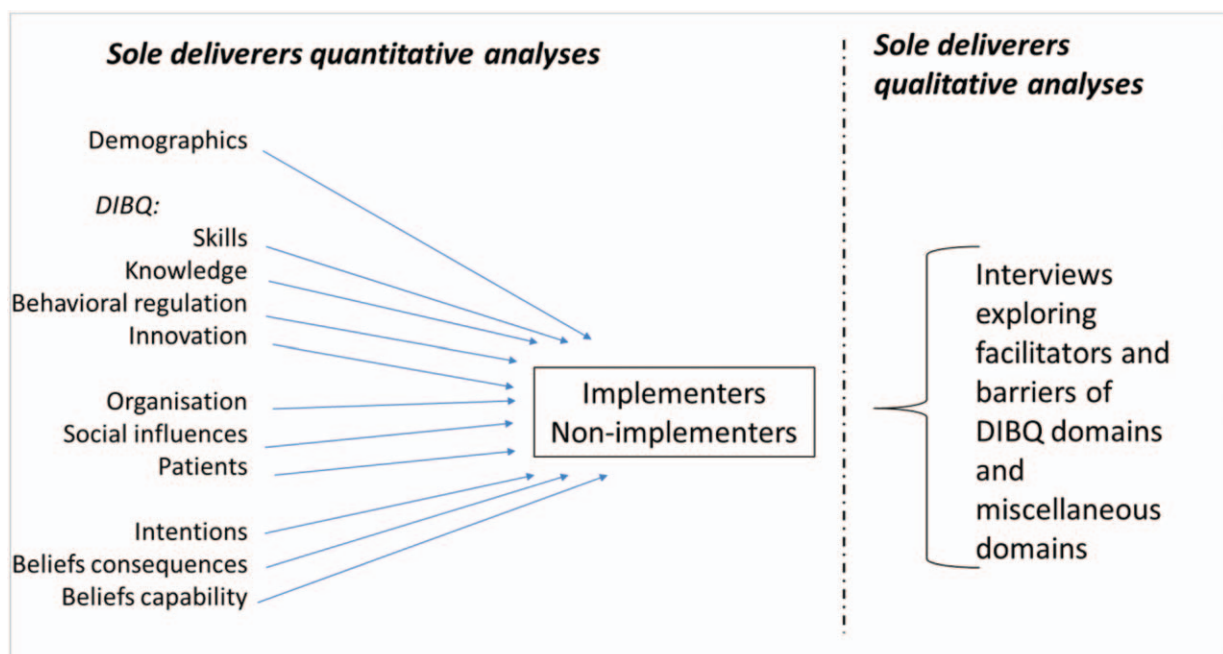 Sole deliverers quantitative analyses
Demographics
DIBQ:
Skills
Knowledge
Behavioral regulation
Innovation
Organisation
Social influences
Patients
Intentions
Beliefs consequences
Beliefs capability
Implementers
Non-implementers
Sole deliverers
qualitative analyses
Interviews
exploring
facilitators and
barriers of
DIBQ domains
and
miscellaneous
domains